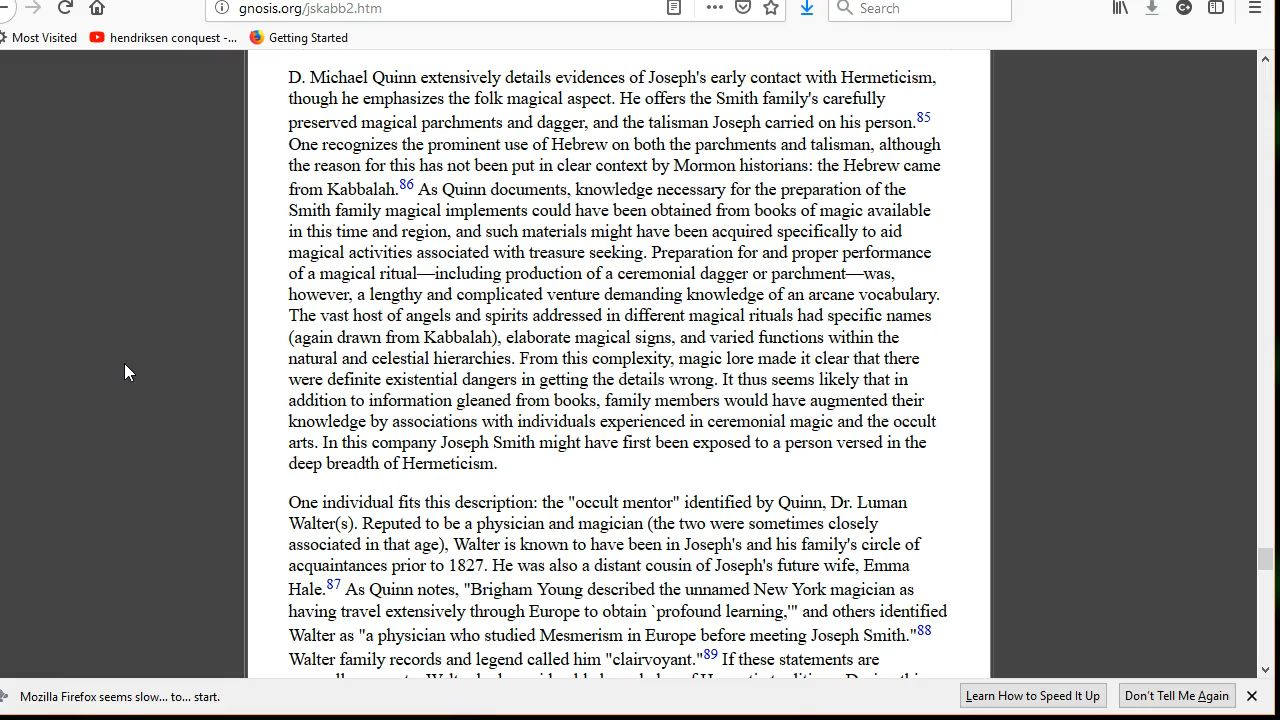 gnosis.org/jskabb2.htm
Search
Most Visited
hendriksen conquest -...
Getting Started
D. Michael Quinn extensively details evidences of Joseph's early contact with Hermeticism,
though he emphasizes the folk magical aspect. He offers the Smith family's carefully
preserved magical parchments and dagger, and the talisman Joseph carried on his person.85
One recognizes the prominent use of Hebrew on both the parchments and talisman, although
the reason for this has not been put in clear context by Mormon historians: the Hebrew came
from Kabbalah.86 As Quinn documents, knowledge necessary for the preparation of the
Smith family magical implements could have been obtained from books of magic available
in this time and region, and such materials might have been acquired specifically to aid
magical activities associated with treasure seeking. Preparation for and proper performance
of a magical ritual—including production of a ceremonial dagger or parchment—was,
however, a lengthy and complicated venture demanding knowledge of an arcane vocabulary.
The vast host of angels and spirits addressed in different magical rituals had specific names
(again drawn from Kabbalah), elaborate magical signs, and varied functions within the
natural and celestial hierarchies. From this complexity, magic lore made it clear that there
were definite existential dangers in getting the details wrong. It thus seems likely that in
addition to information gleaned from books, family members would have augmented their
knowledge by associations with individuals experienced in ceremonial magic and the occult
arts. In this company Joseph Smith might have first been exposed to a person versed in the
deep breadth of Hermeticism.
One individual fits this description: the "occult mentor" identified by Quinn, Dr. Luman
Walter(s). Reputed to be a physician and magician (the two were sometimes closely
associated in that age), Walter is known to have been in Joseph's and his family's circle of
acquaintances prior to 1827. He was also a distant cousin of Joseph's future wife, Emma
Hale.87 As Quinn notes, "Brigham Young described the unnamed New York magician as
having travel extensively through Europe to obtain `profound learning,'" and others identified
Walter as "a physician who studied Mesmerism in Europe before meeting Joseph Smith."88
Walter family records and legend called him "clairvoyant."89 If these statements are
Mozilla Firefox seems slow... to... start.
Learn How to Speed It Up
Don't Tell Me Again